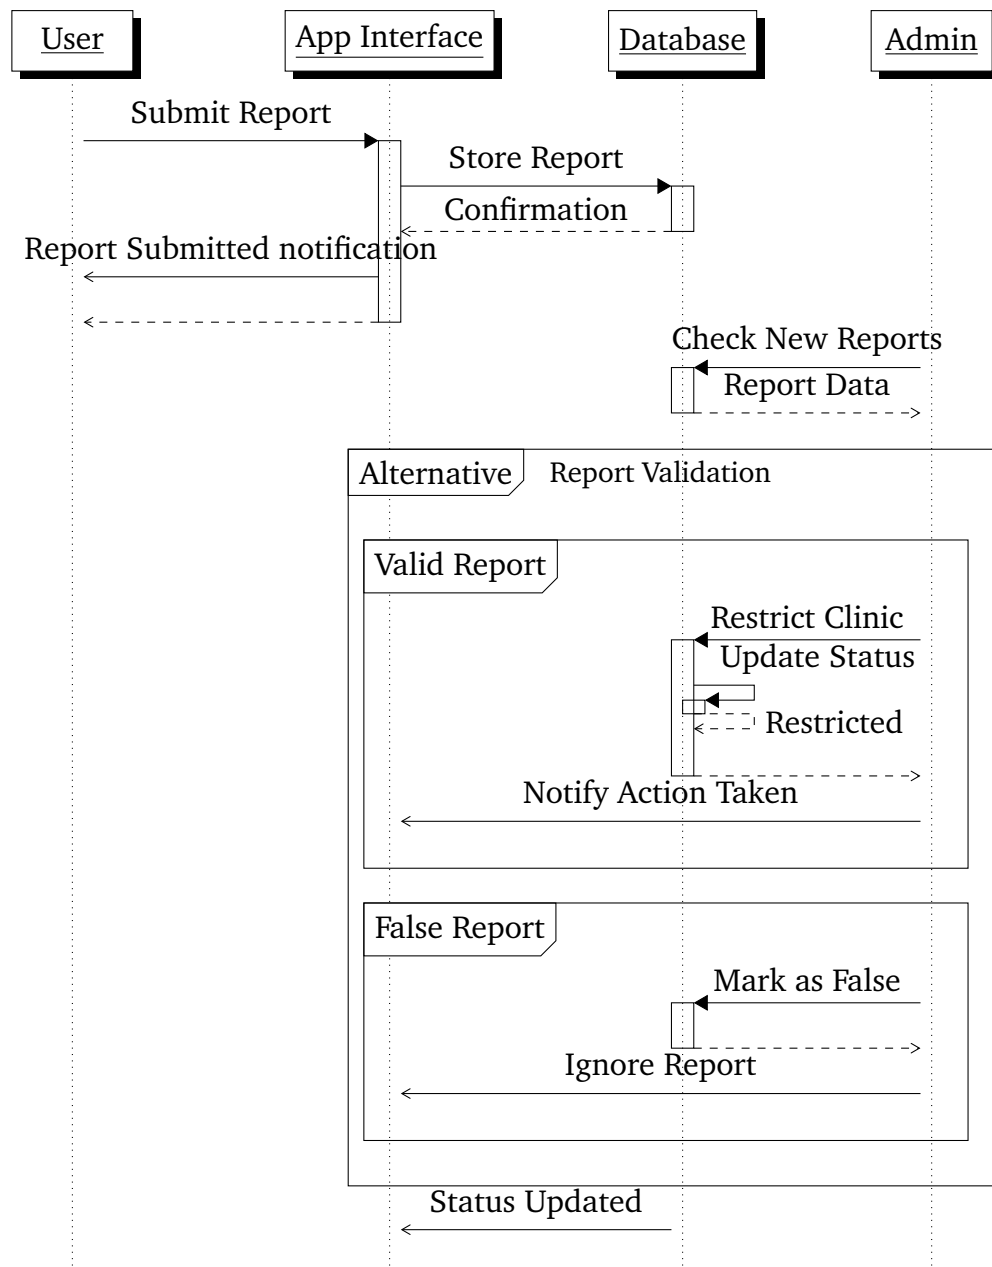 User
App Interface
Database
Admin
Submit Report
Store Report
Confirmation
Report Submitted notification
Check New Reports
Report Data
Alternative
Report Validation
Valid Report
Restrict Clinic
Update Status
Restricted
Notify Action Taken
False Report
Mark as False
Ignore Report
Status Updated